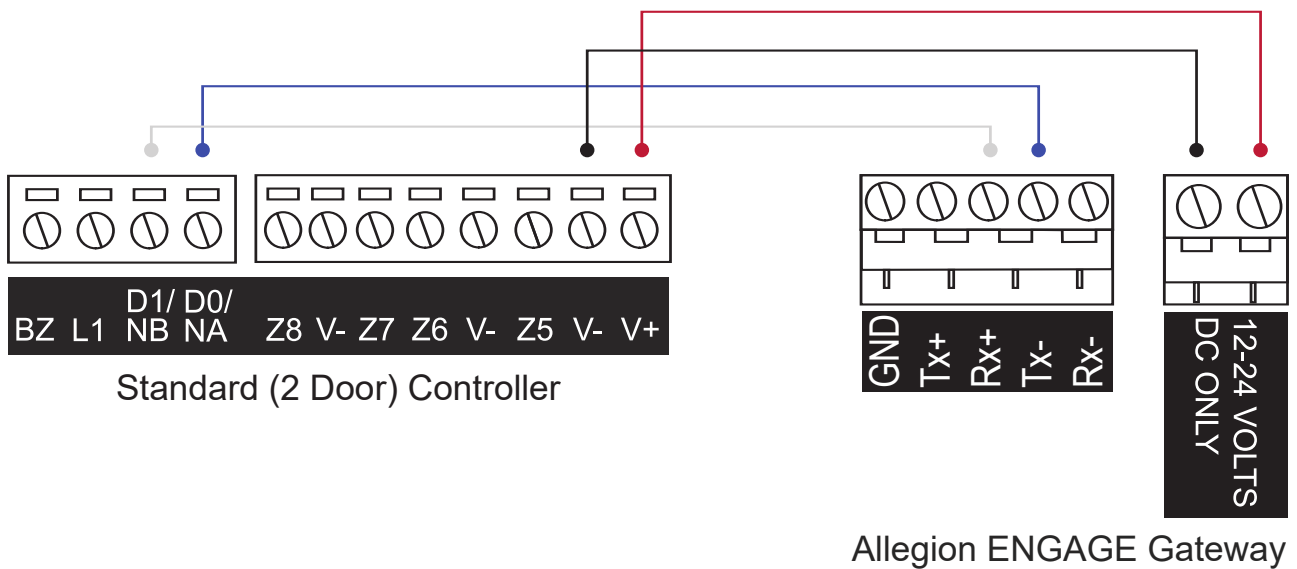 BZ L1 D1/NB D0/NA Z8 V- Z7 Z6 V- Z5 V- V+
Standard (2 Door) Controller
GND
Tx+
Rx+
Tx-
Rx-
12-24 VOLTS
DC ONLY
Allegion ENGAGE Gateway